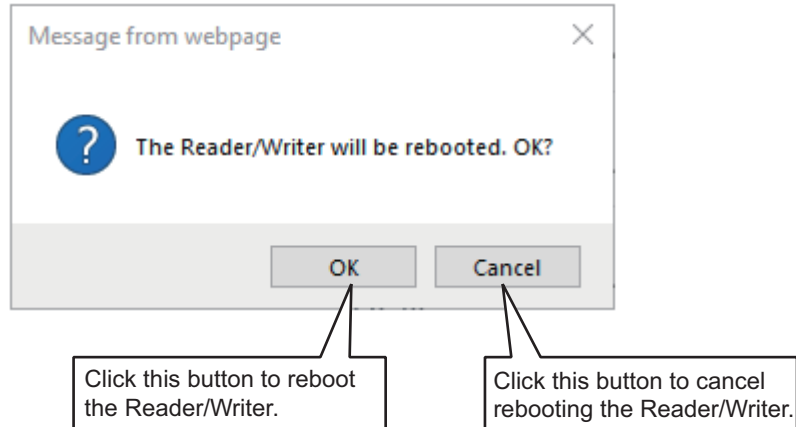 Message from webpage
The Reader/Writer will be rebooted. OK?
OK
Cancel
Click this button to reboot
the Reader/Writer.
Click this button to cancel
rebooting the Reader/Writer.